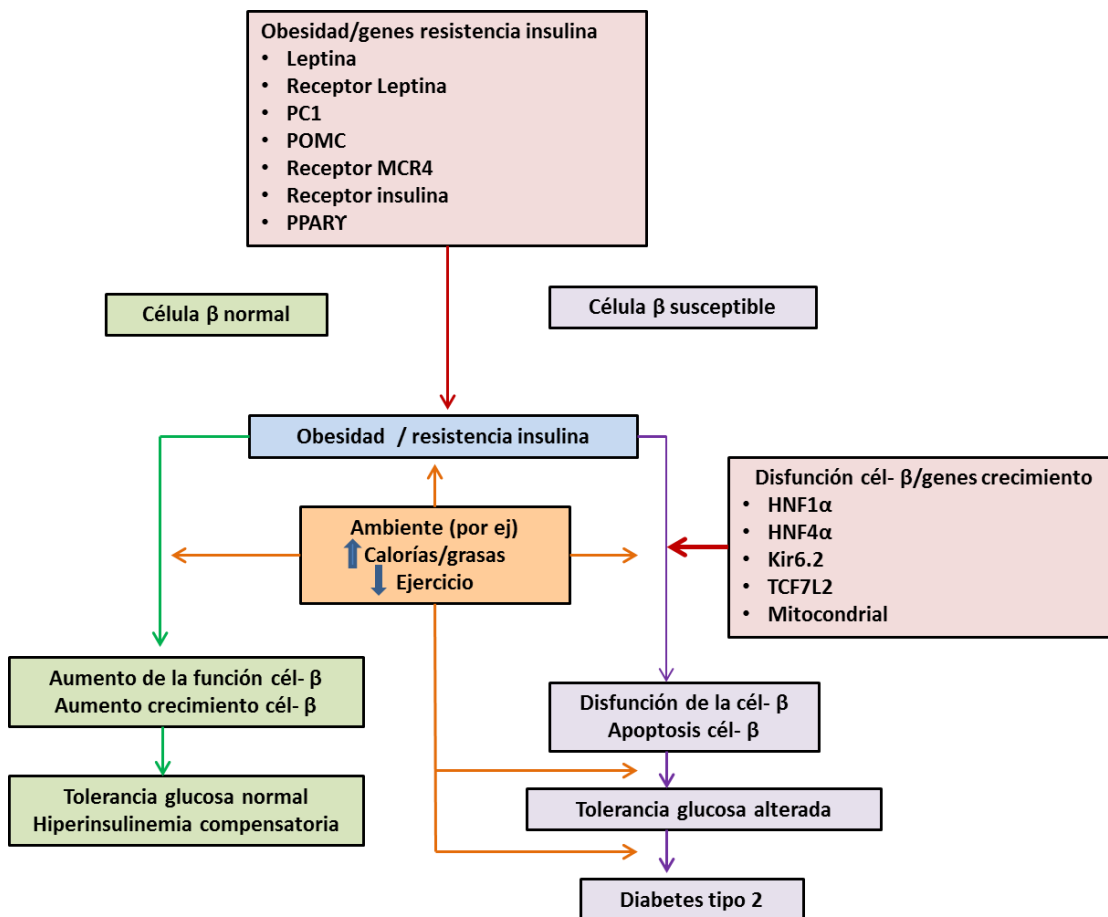 Obesidad/genes resistencia insulina
• Leptina
• Receptor Leptina
• PC1
• POMC
• Receptor MCR4
• Receptor insulina
• PPARϒ
Célula β normal
Célula β susceptible
Obesidad / resistencia insulina
Disfunción cél- β/genes crecimiento
• HNF1α
• HNF4α
• Kir6.2
• TCF7L2
• Mitocondrial
Ambiente (por ej)
Calorías/grasas
Ejercicio
Aumento de la función cél- β
Aumento crecimiento cél- β
Disfunción de la cél- β
Apoptosis cél- β
Tolerancia glucosa normal
Hiperinsulinemia compensatoria
Tolerancia glucosa alterada
Diabetes tipo 2